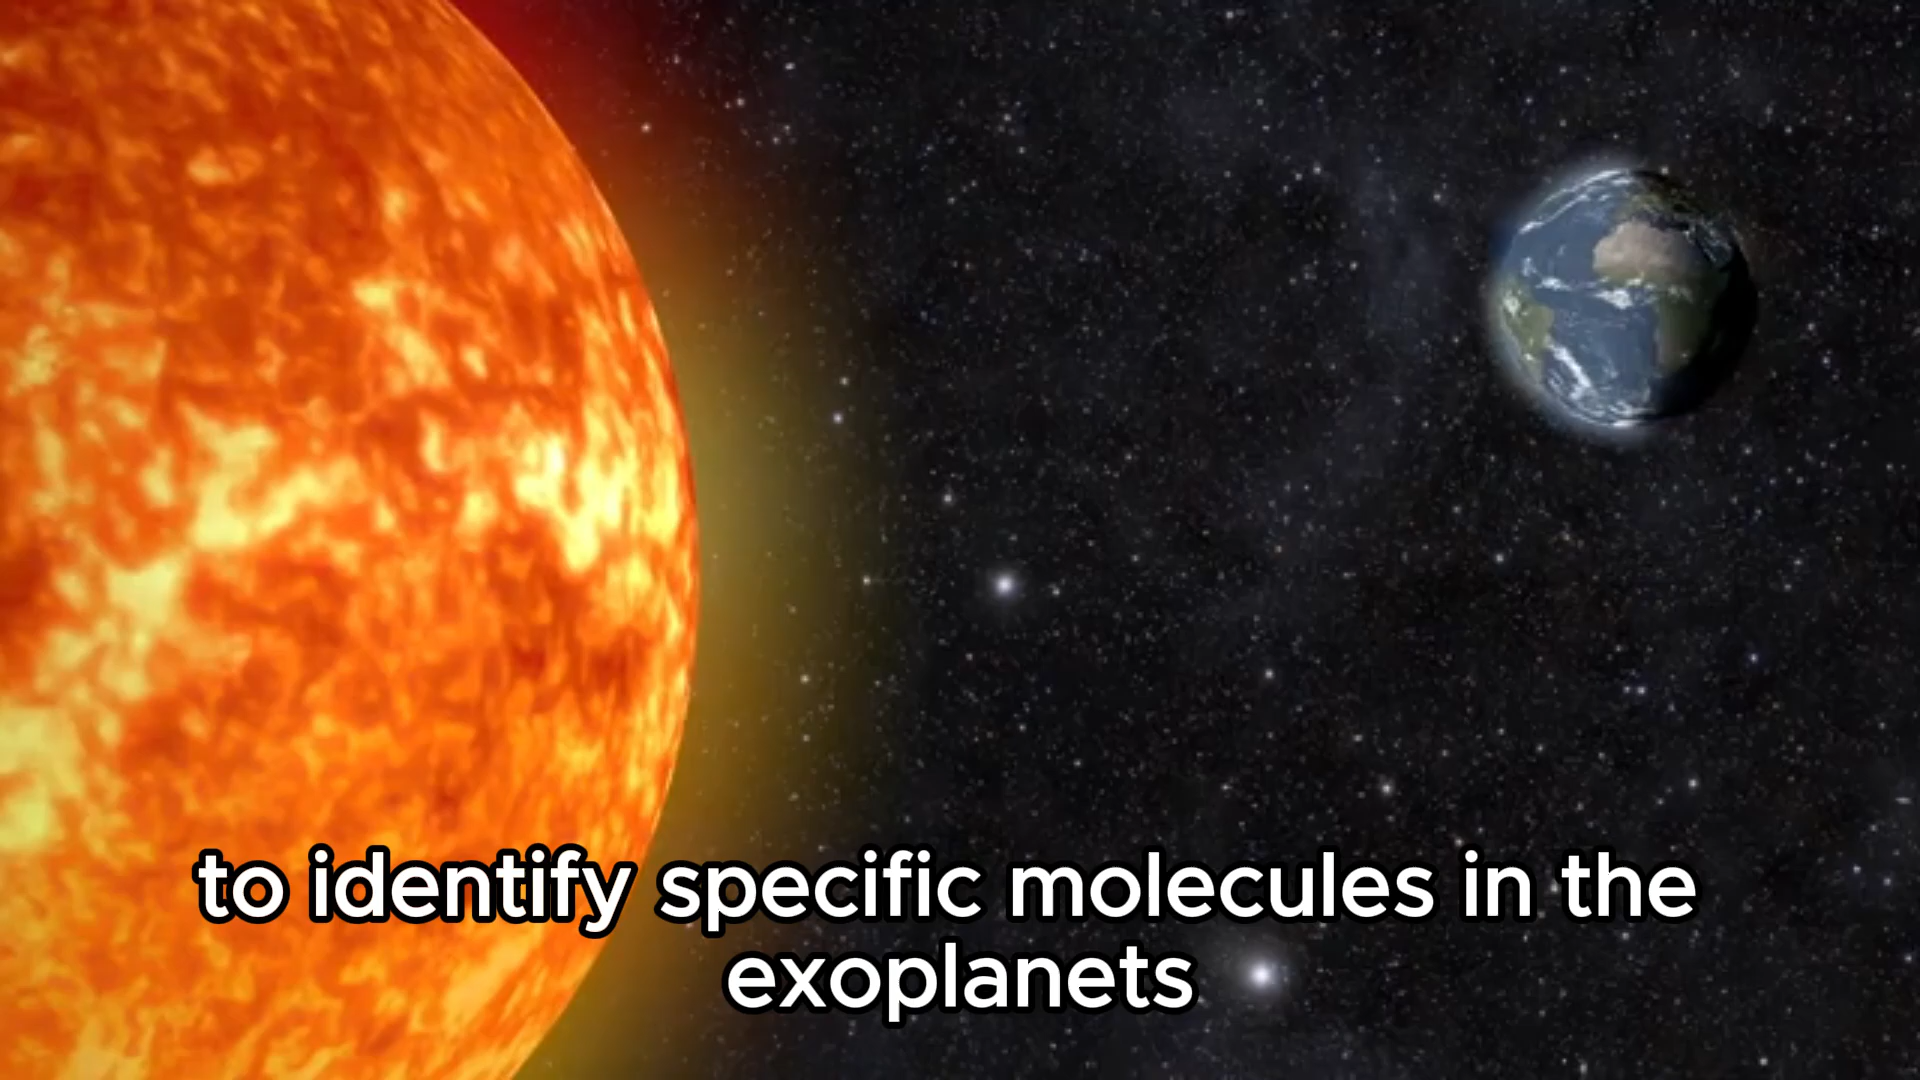 to identify specific molecules in the
exoplanets